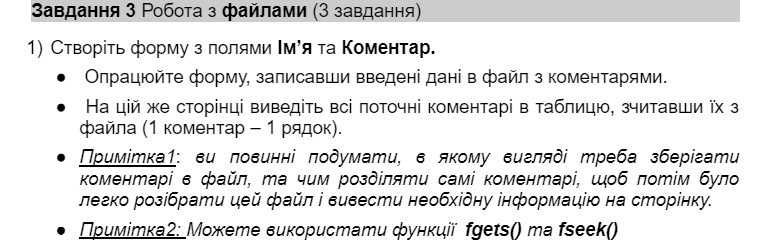 Завдання 3 Робота з файлами (3 завдання)
1) Створіть форму з полями Ім’я та Коментар.
● Опрацюйте форму, записавши введені дані в файл з коментарями.
● На цій же сторінці виведіть всі поточні коментарі в таблицю, зчитавши їх з
файла (1 коментар – 1 рядок).
● Примітка1: ви повинні подумати, в якому вигляді треба зберігати
коментарі в файл, та чим розділяти самі коментарі, щоб потім було
легко розібрати цей файл і вивести необхідну інформацію на сторінку.
● Примітка2: Можете використати функції fgets() та fseek()